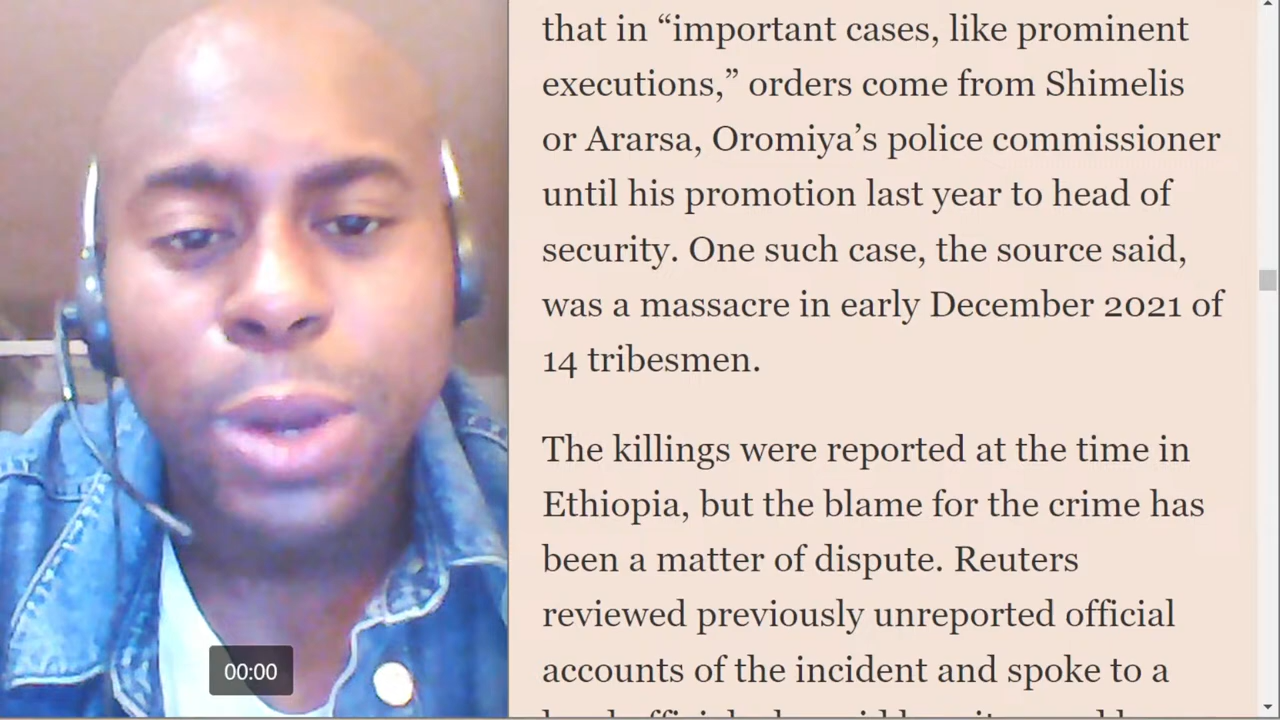 that in “important cases, like prominent
executions,” orders come from Shimelis
or Ararsa, Oromiya’s police commissioner
until his promotion last year to head of
security. One such case, the source said,
was a massacre in early December 2021 of
14 tribesmen.
The killings were reported at the time in
Ethiopia, but the blame for the crime has
been a matter of dispute. Reuters
reviewed previously unreported official
accounts of the incident and spoke to a
00:00